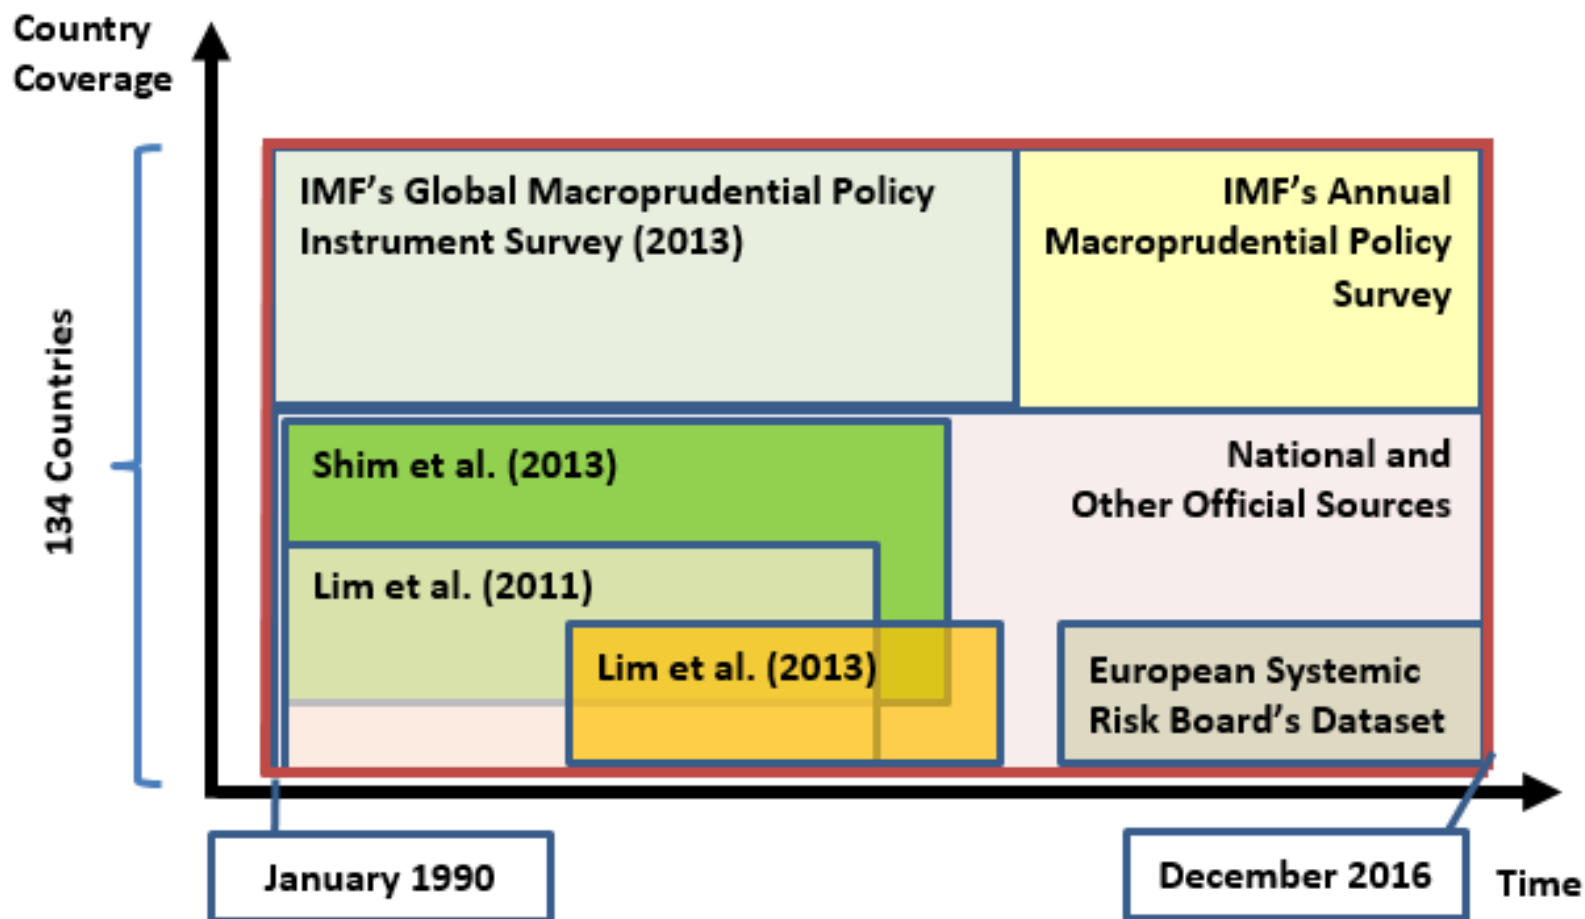 Country
Coverage
IMF's Global Macroprudential Policy
Instrument Survey (2013)
IMF's Annual
Macroprudential Policy
Survey
134 Countries
Shim et al. (2013)
National and
Other Official Sources
Lim et al. (2011)
Lim et al. (2013)
European Systemic
Risk Board's Dataset
January 1990
December 2016
Time